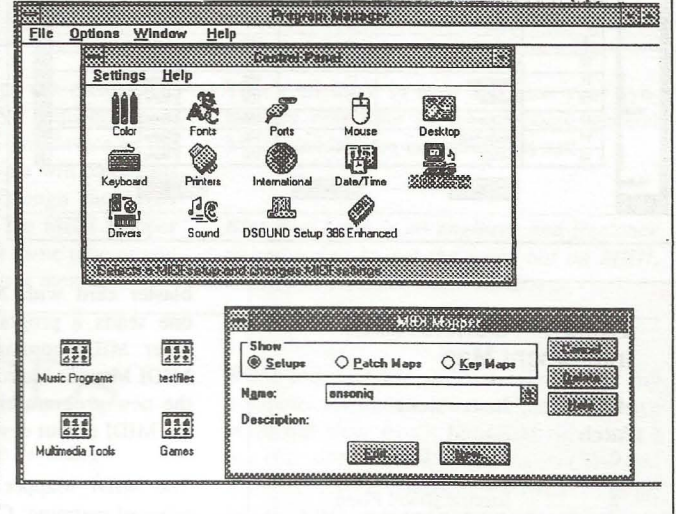 Program Manager
File Options Window Help
Control Panel
Settings Help
Color Fonts Ports Mouse Desktop
Keyboard Printers International Date/Time
Drivers Sound DSOUND Setup 386 Enhanced
Selects a MIDI setup and changes MIDI settings
MIDI Mapper
Show
Setups Patch Maps Key Maps
Cancel
Delete
Help
Name: ensoniq
Description:
Edit... New...
Music Programs testfiles
Multimedia Tools Games